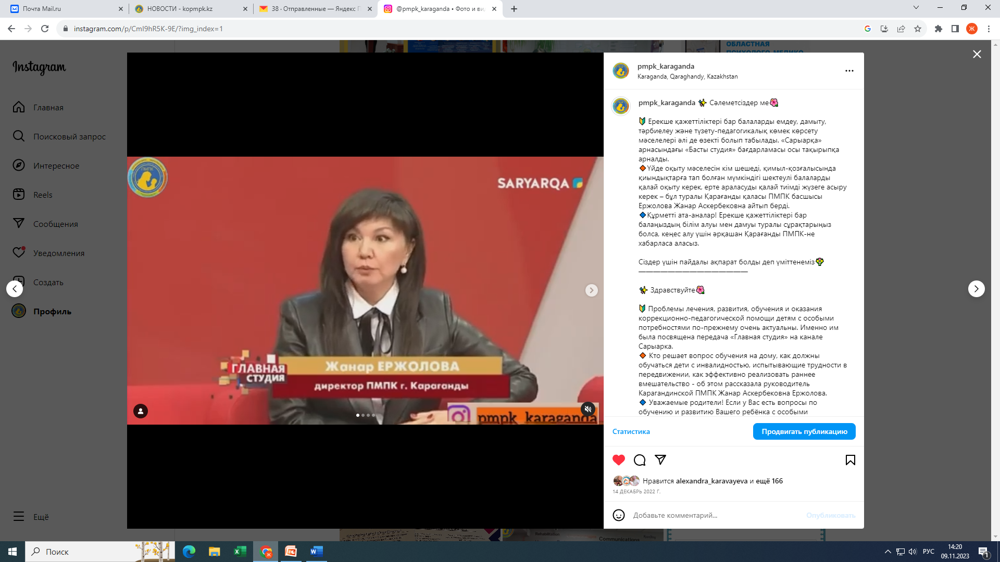 Почта Mail.ru
НОВОСТИ - kopmpk.kz
38 · Отправленные — Яндекс П
@pmpk_karaganda • Фото и ви
instagram.com/p/CmI9hR5K-9E/?img_index=1
Ж
ОБЛАСТНАЯ
ПСИХОЛОГО-МЕДИКО
Instagram
Главная
Поисковый запрос
Интересное
Reels
Сообщения
Уведомления
Создать
Профиль
Ещё
ПМПК
SARYARQA
ГЛАВНАЯ
СТУДИЯ
Жанар ЕРЖОЛОВА
директор ПМПК г. Караганды
pmpk_karaganda
pmpk_karaganda
Karaganda, Qaraghandy, Kazakhstan
pmpk_karaganda ✨ Сәлеметсіздер ме🌺
🔰 Ерекше қажеттіліктері бар балаларды емдеу, дамыту,
тәрбиелеу және түзету-педагогикалық көмек көрсету
мәселелері әлі де өзекті болып табылады. «Сарыарқа»
арнасындағы «Басты студия» бағдарламасы осы тақырыпқа
арналды.
🔶Үйде оқыту мәселесін кім шешеді, қимыл-қозғалысында
қиындықтарға тап болған мүмкіндігі шектеулі балаларды
қалай оқыту керек, ерте араласуды қалай тиімді жүзеге асыру
керек – бұл туралы Қарағанды қаласы ПМПК басшысы
Ержолова Жанар Аскербековна айтып берді.
🔷Құрметті ата-аналар! Ерекше қажеттіліктері бар
балаңыздың білім алуы мен дамуы туралы сұрақтарыңыз
болса, кеңес алу үшін әрқашан Қарағанды ПМПК-не
хабарласа аласыз.
Сіздер үшін пайдалы ақпарат болды деп үміттенеміз💐
———————————————
✨ Здравствуйте🌺
🔰 Проблемы лечения, развития, обучения и оказания
коррекционно-педагогической помощи детям с особыми
потребностями по-прежнему очень актуальны. Именно им
была посвящена передача «Главная студия» на канале
Сарыарка.
🔶 Кто решает вопрос обучения на дому, как должны
обучаться дети с инвалидностью, испытывающие трудности в
передвижении, как эффективно реализовать раннее
вмешательство - об этом рассказала руководитель
Карагандинской ПМПК Жанар Аскербековна Ержолова.
🔷 Уважаемые родители! Если у Вас есть вопросы по
обучению и развитию Вашего ребёнка с особыми
Статистика
Продвигать публикацию
Нравится alexandra_karavayeva и ещё 166
14 ДЕКАБРЬ 2022 Г.
Добавьте комментарий...
Опубликовать
Rehabilitation
Communications
Поиск
РУС
14:20
09.11.2023
1